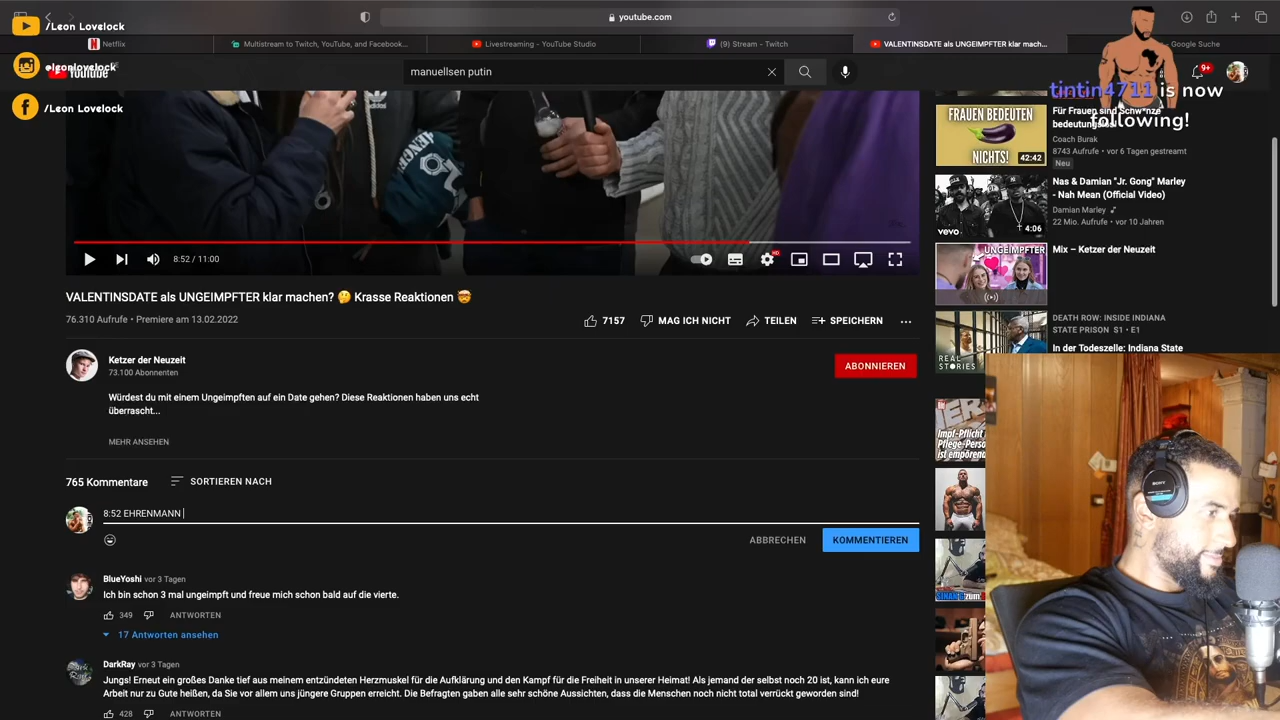 /Leon Lovelock
@leonlovelock
/Leon Lovelock
youtube.com
Netflix
Multistream to Twitch, YouTube, and Facebook...
Livestreaming - YouTube Studio
(9) Stream - Twitch
VALENTINSDATE als UNGEIMPFTER klar mach...
Google Suche
YouTube
manuellsen putin
9+
tintin4711 is now
following!
8:52 / 11:00
HD
VALENTINSDATE als UNGEIMPFTER klar machen? 🤔 Krasse Reaktionen 🤯
76.310 Aufrufe • Premiere am 13.02.2022
7157
MAG ICH NICHT
TEILEN
SPEICHERN
Ketzer der Neuzeit
73.100 Abonnenten
ABONNIEREN
Würdest du mit einem Ungeimpften auf ein Date gehen? Diese Reaktionen haben uns echt
überrascht...
MEHR ANSEHEN
765 Kommentare
SORTIEREN NACH
8:52 EHRENMANN
ABBRECHEN
KOMMENTIEREN
BlueYoshi vor 3 Tagen
Ich bin schon 3 mal ungeimpft und freue mich schon bald auf die vierte.
349
ANTWORTEN
17 Antworten ansehen
DarkRay vor 3 Tagen
Jungs! Erneut ein großes Danke tief aus meinem entzündeten Herzmuskel für die Aufklärung und den Kampf für die Freiheit in unserer Heimat! Als jemand der selbst noch 20 ist, kann ich eure
Arbeit nur zu Gute heißen, da Sie vor allem uns jüngere Gruppen erreicht. Die Befragten gaben alle sehr schöne Aussichten, dass die Menschen noch nicht total verrückt geworden sind!
428
ANTWORTEN
FRAUEN BEDEUTEN
NICHTS!
42:42
Für Frauen sind Schw*nze
bedeutungslos!
Coach Burak
8743 Aufrufe • vor 6 Tagen gestreamt
Neu
vevo
4:06
Nas & Damian "Jr. Gong" Marley
- Nah Mean (Official Video)
Damian Marley
22 Mio. Aufrufe • vor 10 Jahren
UNGEIMPFTER
Mix – Ketzer der Neuzeit
REAL
STORIES
DEATH ROW: INSIDE INDIANA
STATE PRISON S1 • E1
In der Todeszelle: Indiana State
Impf-Pflicht
Pflege-Perso
ist empörend